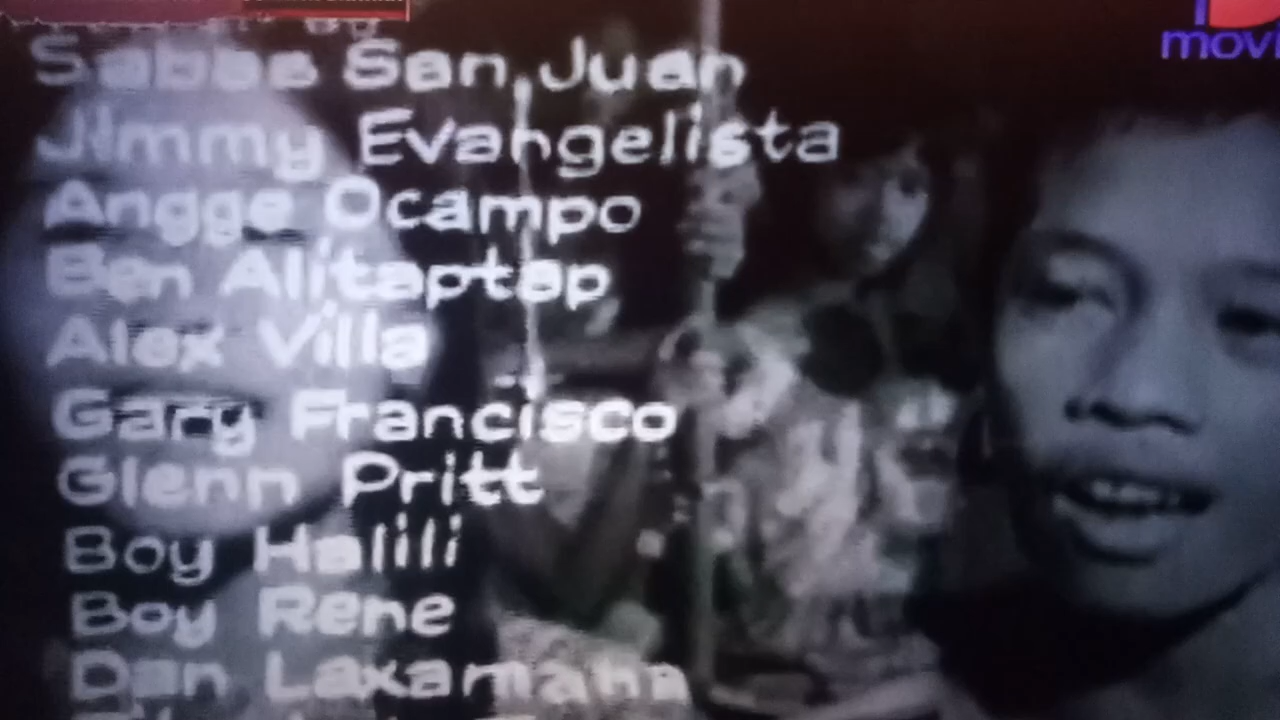 Sabas San Juan
Jimmy Evangelista
Angge Ocampo
Ben Alitaptap
Alex Villa
Gary Francisco
Glenn Pritt
Boy Halili
Boy Rene
Dan Laxamana
movi